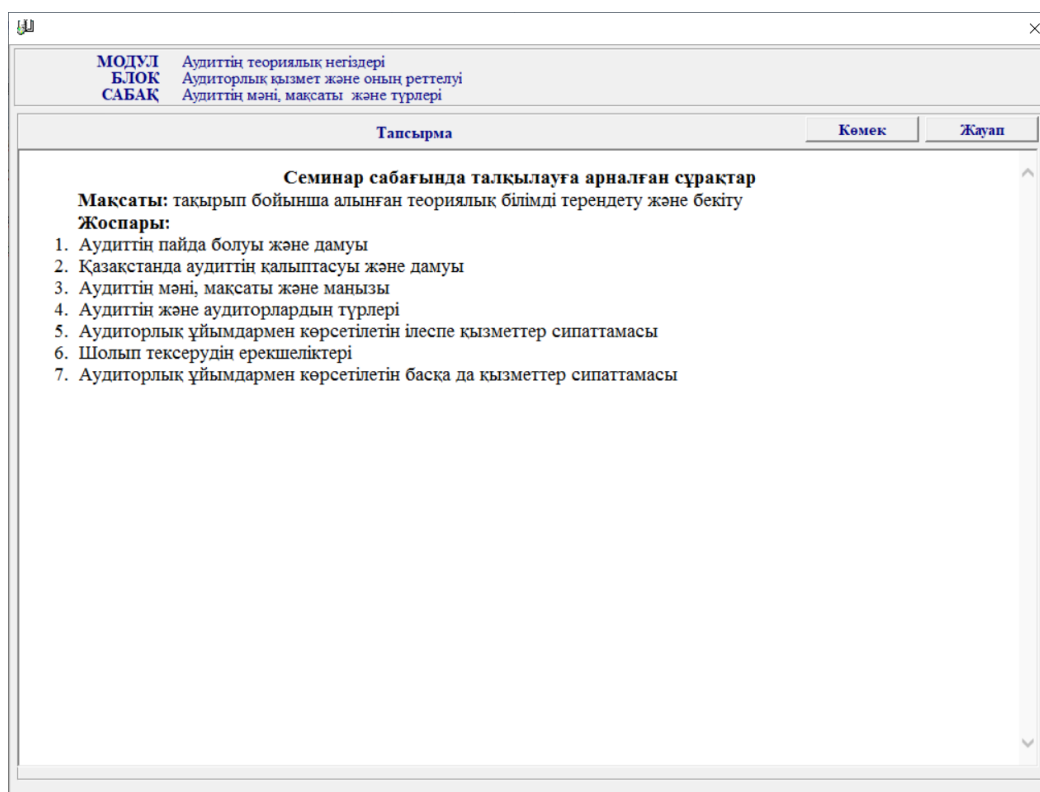 МОДУЛ Аудиттің теориялық негіздері
БЛОК Аудиторлық қызмет және оның реттелуі
САБАҚ Аудиттің мәні, мақсаты және түрлері
Тапсырма Көмек Жауап
Семинар сабағында талқылауға арналған сұрақтар
Мақсаты: тақырып бойынша алынған теориялық білімді терендету және бекіту
Жоспары:
1. Аудиттің пайда болуы және дамуы
2. Қазақстанда аудиттің қалыптасуы және дамуы
3. Аудиттің мәні, мақсаты және маңызы
4. Аудиттің және аудиторлардың түрлері
5. Аудиторлық ұйымдармен көрсетілетін ілеспе қызметтер сипаттамасы
6. Шолып тексерудің ерекшеліктері
7. Аудиторлық ұйымдармен көрсетілетін басқа да қызметтер сипаттамасы